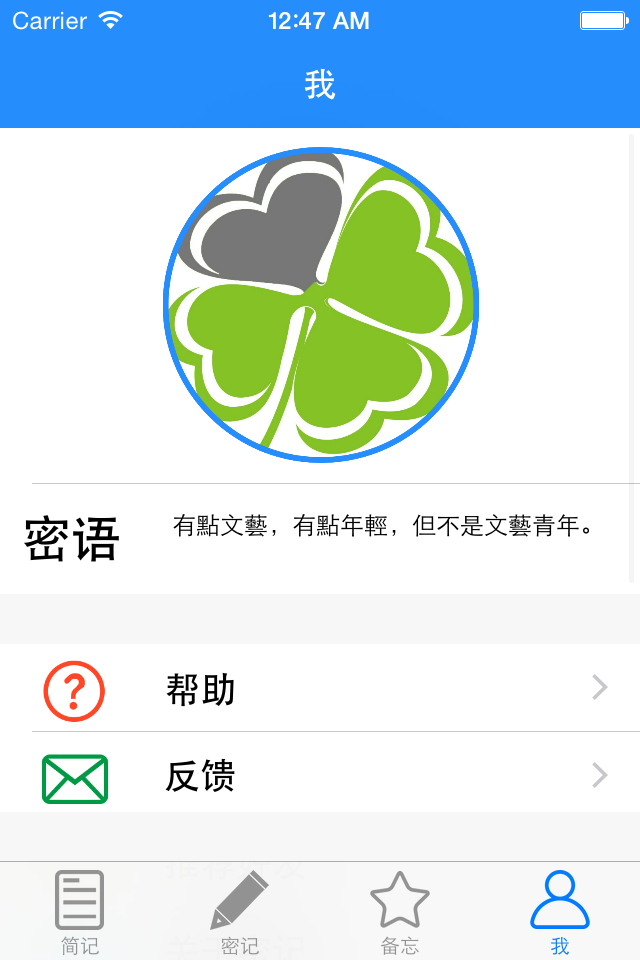 Carrier 12:47 AM
我
密语 有點文藝，有點年輕，但不是文藝青年。
帮助
反馈
简记 密记 备忘 我